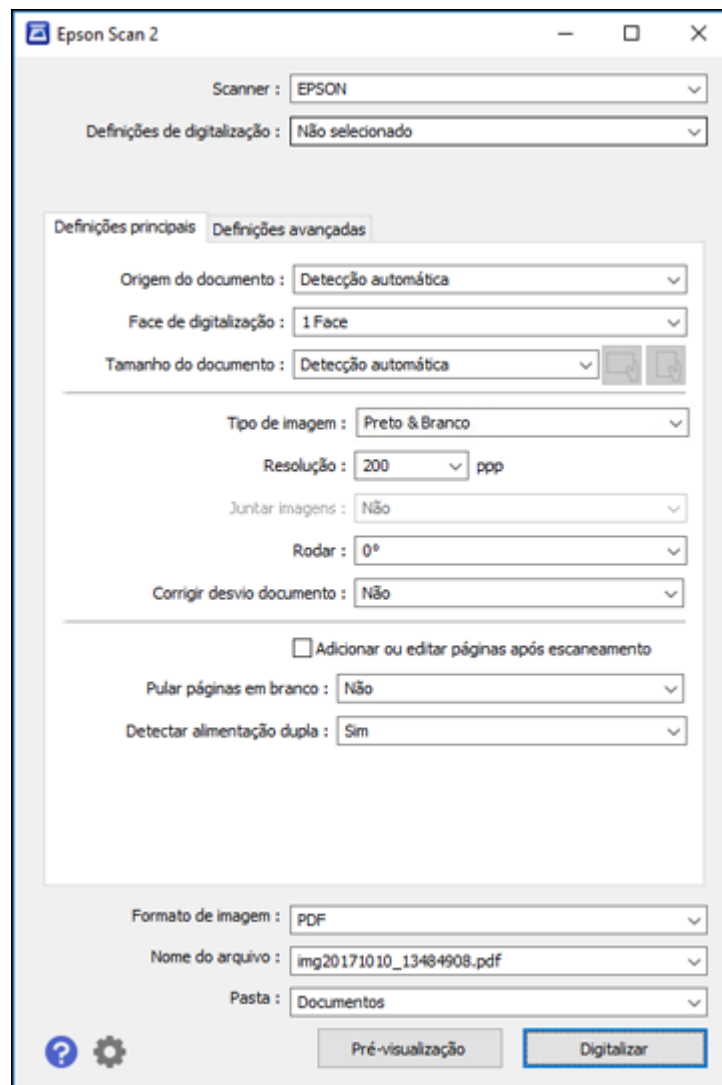 Epson Scan 2
Scanner : EPSON
Definições de digitalização : Não selecionado
Definições principais Definições avançadas
Origem do documento : Detecção automática
Face de digitalização : 1 Face
Tamanho do documento : Detecção automática
Tipo de imagem : Preto & Branco
Resolução : 200 ppp
Juntar imagens : Não
Rodar : 0°
Corrigir desvio documento : Não
Adicionar ou editar páginas após escaneamento
Pular páginas em branco : Não
Detectar alimentação dupla : Sim
Formato de imagem : PDF
Nome do arquivo : img20171010_13484908.pdf
Pasta : Documentos
? Pré-visualização Digitalizar